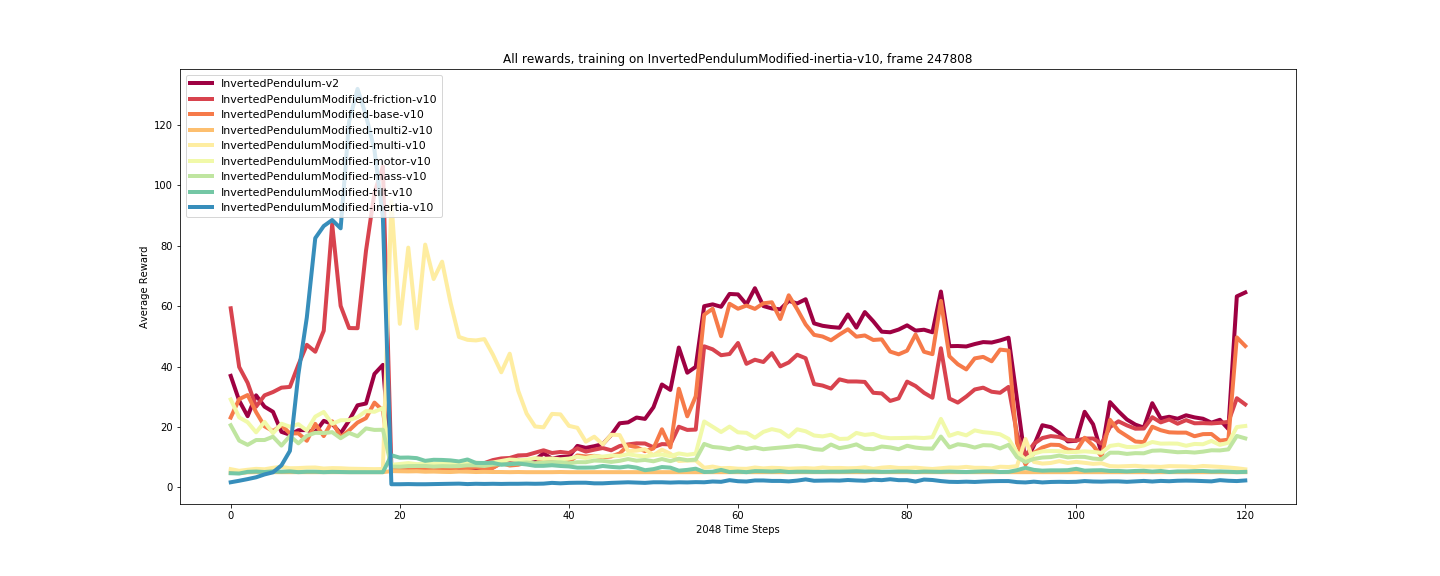 All rewards, training on InvertedPendulumModified-inertia-v10, frame 247808
InvertedPendulum-v2
InvertedPendulumModified-friction-v10
InvertedPendulumModified-base-v10
InvertedPendulumModified-multi2-v10
InvertedPendulumModified-multi-v10
InvertedPendulumModified-motor-v10
InvertedPendulumModified-mass-v10
InvertedPendulumModified-tilt-v10
InvertedPendulumModified-inertia-v10
Average Reward
120
100
80
60
40
20
0
0 20 40 60 80 100 120
2048 Time Steps